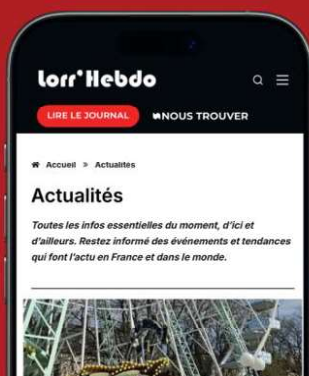 Lorr'Hebdo
LIRE LE JOURNAL
NOUS TROUVER
Accueil » Actualités
Actualités
Toutes les infos essentielles du moment, d'ici et
d'ailleurs. Restez informé des événements et tendances
qui font l'actu en France et dans le monde.